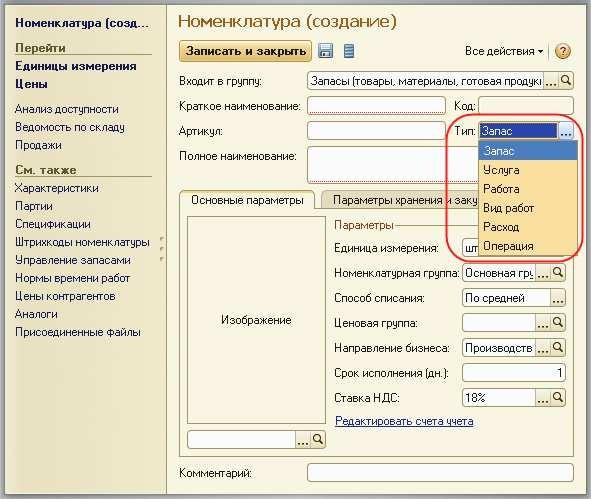 Номенклатура (созд...
Перейти
Единицы измерения
Цены
Анализ доступности
Ведомость по складу
Продажи
См. также
Характеристики
Партии
Спецификации
Штрихкоды номенклатуры
Управление запасами
Нормы времени работ
Цены контрагентов
Аналоги
Присоединенные файлы
Номенклатура (создание)
Записать и закрыть
Все действия
?
Входит в группу: Запасы (товары, материалы, готовая продук ...
Краткое наименование: Код:
Артикул: Тип: Запас ...
Запас
Услуга
Работа
Вид работ
Расход
Операция
Полное наименование:
Основные параметры
Параметры хранения и заку
Изображение
...
Параметры
Единица измерения: шт
Номенклатурная группа: Основная гру ...
Способ списания: По средней ...
Ценовая группа: ...
Направление бизнеса: Производств ...
Срок исполнения (дн.): 1
Ставка НДС: 18% ...
Редактировать счета учета
Комментарий: